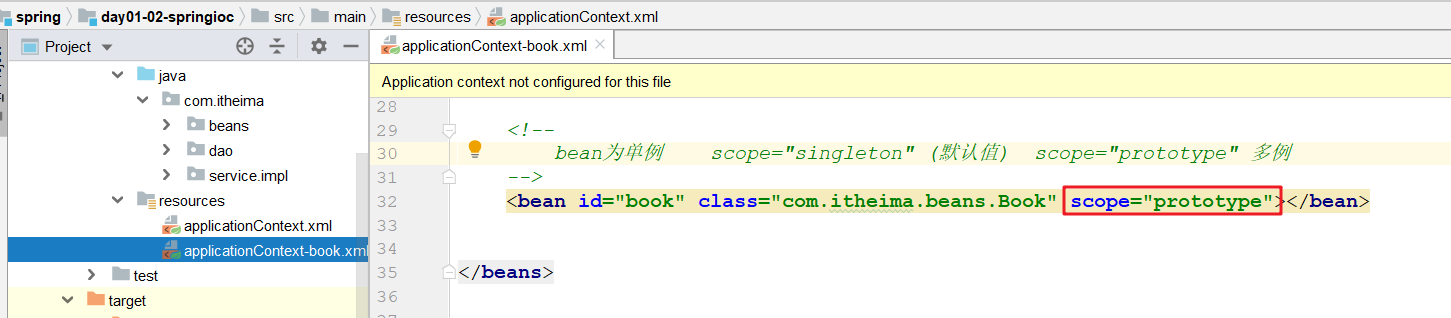 spring day01-02-springioc src main resources applicationContext.xml
Project
applicationContext-book.xml
Application context not configured for this file
java
com.itheima
beans
dao
service.impl
resources
applicationContext.xml
applicationContext-book.xml
test
target
28
29 <!--
30 bean为单例 scope="singleton" (默认值) scope="prototype" 多例
31 -->
32 <bean id="book" class="com.itheima.beans.Book" scope="prototype"></bean>
33
34
35 </beans>
36